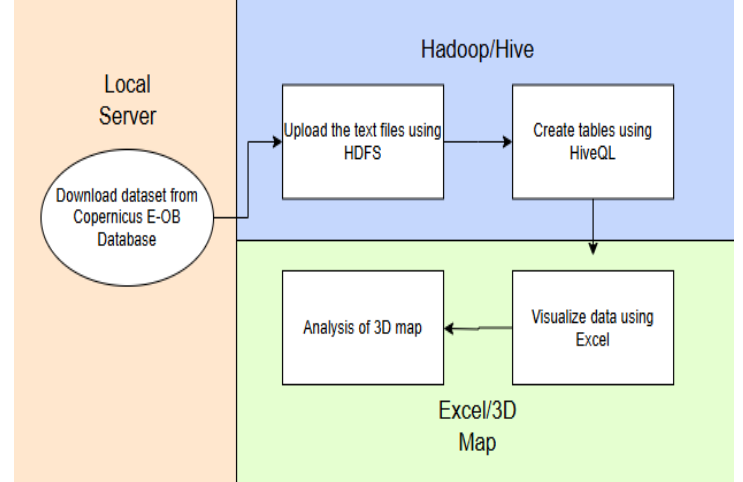 Local
Server
Download dataset from
Copernicus E-OB
Database
Hadoop/Hive
Upload the text files using
HDFS
Create tables using
HiveQL
Visualize data using
Excel
Analysis of 3D map
Excel/3D
Map